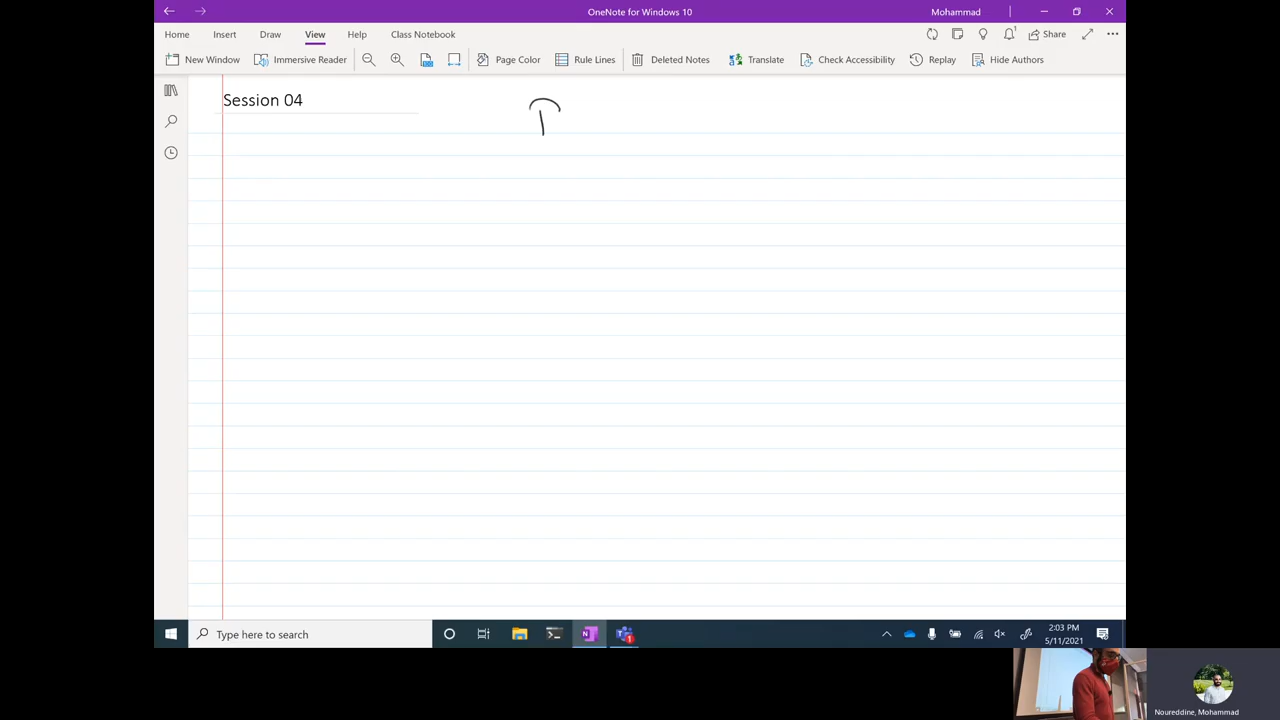 OneNote for Windows 10
Mohammad
Home Insert Draw View Help Class Notebook
1 Share
New Window Immersive Reader Page Color Rule Lines Deleted Notes Translate Check Accessibility Replay Hide Authors
Session 04
T
Type here to search
2:03 PM
5/11/2021
Noureddine, Mohammad